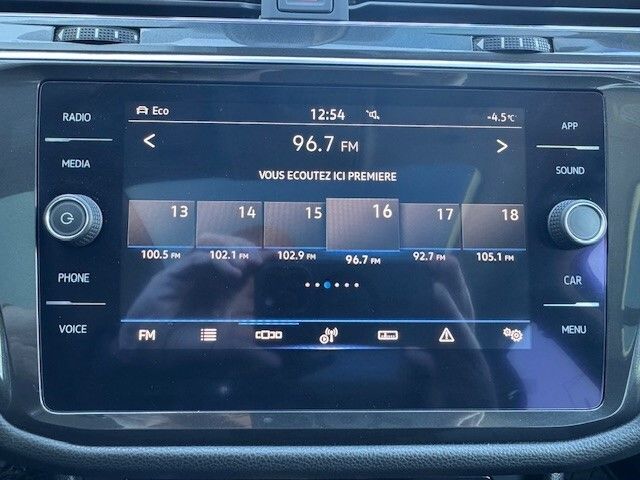 RADIO
MEDIA
PHONE
VOICE
Eco 12:54 -4.5°C
< 96.7 FM >
VOUS ECOUTEZ ICI PREMIERE
13 14 15 16 17 18
100.5 FM 102.1 FM 102.9 FM 96.7 FM 92.7 FM 105.1 FM
FM
APP
SOUND
CAR
MENU